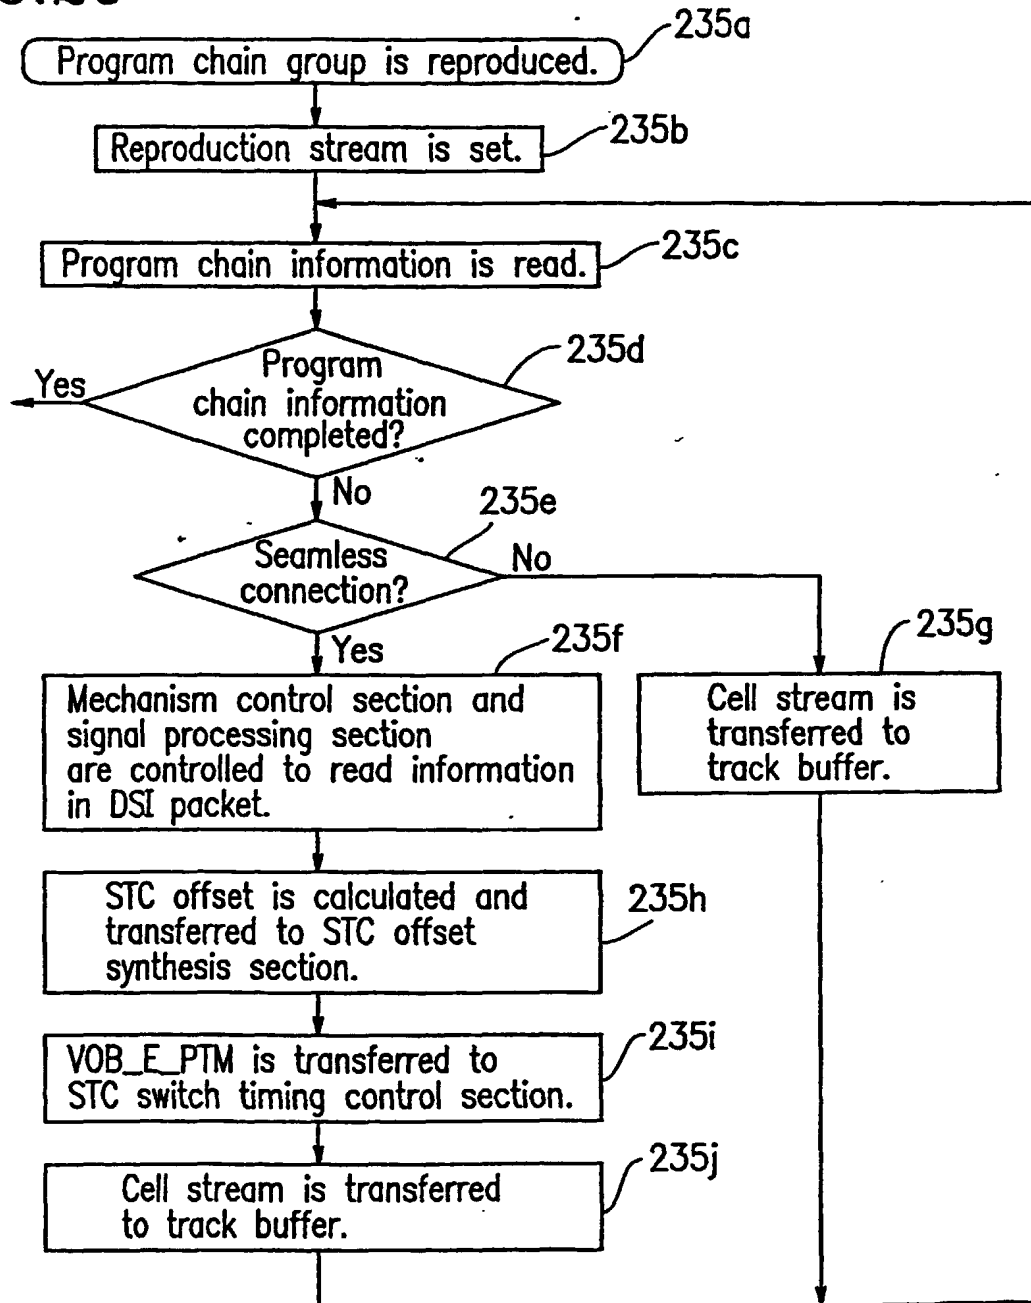 235a
Program chain group is reproduced.
235b
Reproduction stream is set.
235c
Program chain information is read.
235d
Program
chain information
completed?
Yes
No
235e
Seamless
connection?
No
Yes
235f
235g
Mechanism control section and
signal processing section
are controlled to read information
in DSI packet.
Cell stream is
transferred to
track buffer.
STC offset is calculated and
transferred to STC offset
synthesis section.
235h
VOB_E_PTM is transferred to
STC switch timing control section.
235i
Cell stream is transferred
to track buffer.
235j